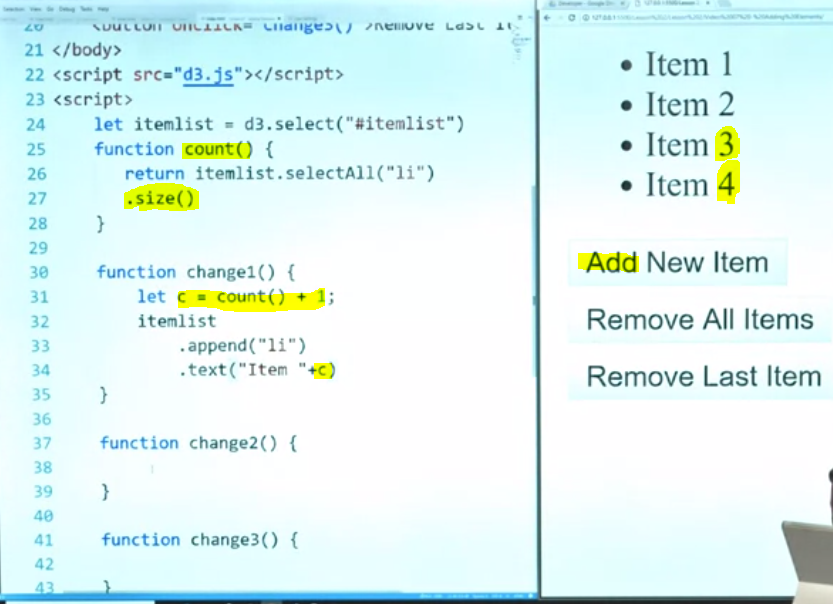 Selection View Go Debug Tasks Help
20 <button onclick="change3()">Remove Last It
21 </body>
22 <script src="d3.js"></script>
23 <script>
24 let itemlist = d3.select("#itemlist")
25 function count() {
26 return itemlist.selectAll("li")
27 .size()
28 }
29
30 function change1() {
31 let c = count() + 1;
32 itemlist
33 .append("li")
34 .text("Item "+c)
35 }
36
37 function change2() {
38
39 }
40
41 function change3() {
42
43 }
• Item 1
• Item 2
• Item 3
• Item 4
Add New Item
Remove All Items
Remove Last Item